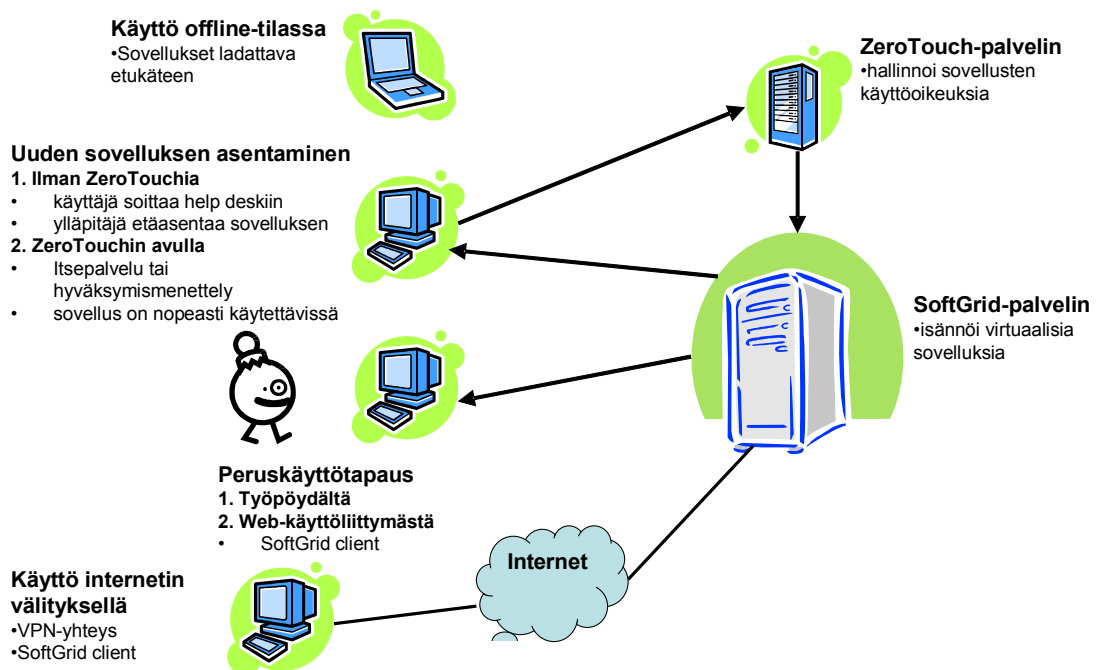 Käyttö offline-tilassa
•Sovellukset ladattava
etukäteen
ZeroTouch-palvelin
•hallinnoi sovellusten
käyttöoikeuksia
Uuden sovelluksen asentaminen
1. Ilman ZeroTouchia
• käyttäjä soittaa help deskiin
• ylläpitäjä etäasentaa sovelluksen
2. ZeroTouchin avulla
• Itsepalvelu tai
hyväksymismenettely
• sovellus on nopeasti käytettävissä
SoftGrid-palvelin
•isännöi virtuaalisia
sovelluksia
Peruskäyttötapaus
1. Työpöydältä
2. Web-käyttöliittymästä
• SoftGrid client
Internet
Käyttö internetin
välityksellä
•VPN-yhteys
•SoftGrid client